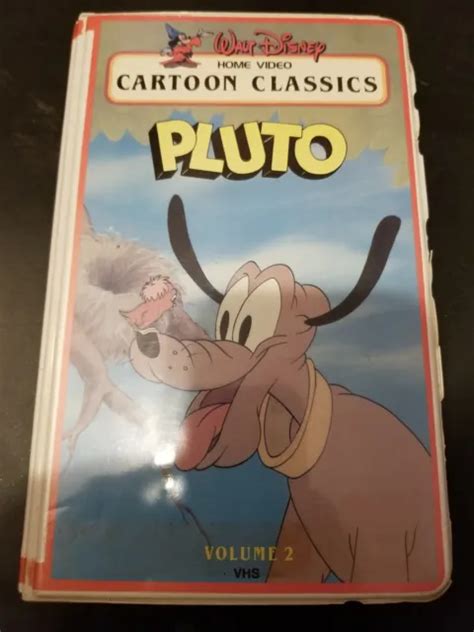 Walt Disney
HOME VIDEO
CARTOON CLASSICS
PLUTO
VOLUME 2
VHS